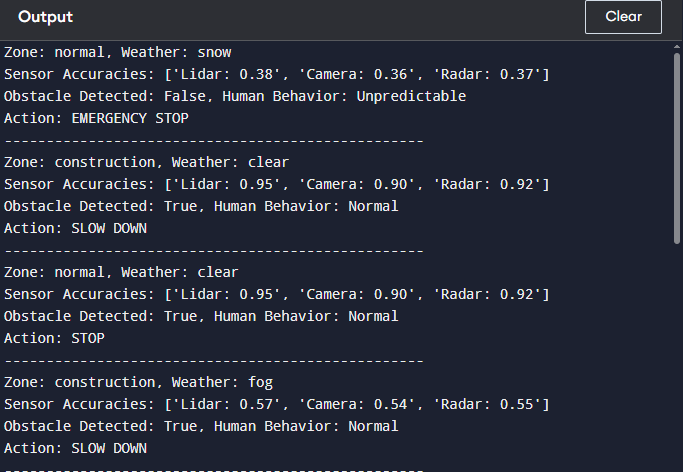 Output
Clear
Zone: normal, Weather: snow
Sensor Accuracies: ['Lidar: 0.38', 'Camera: 0.36', 'Radar: 0.37']
Obstacle Detected: False, Human Behavior: Unpredictable
Action: EMERGENCY STOP
--------------------------------------------------
Zone: construction, Weather: clear
Sensor Accuracies: ['Lidar: 0.95', 'Camera: 0.90', 'Radar: 0.92']
Obstacle Detected: True, Human Behavior: Normal
Action: SLOW DOWN
--------------------------------------------------
Zone: normal, Weather: clear
Sensor Accuracies: ['Lidar: 0.95', 'Camera: 0.90', 'Radar: 0.92']
Obstacle Detected: True, Human Behavior: Normal
Action: STOP
--------------------------------------------------
Zone: construction, Weather: fog
Sensor Accuracies: ['Lidar: 0.57', 'Camera: 0.54', 'Radar: 0.55']
Obstacle Detected: True, Human Behavior: Normal
Action: SLOW DOWN
--------------------------------------------------